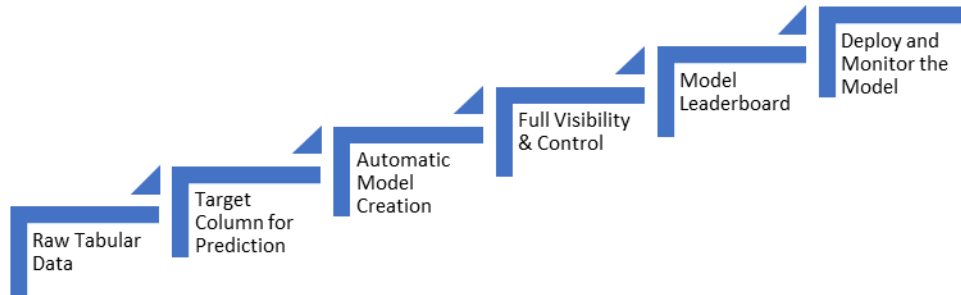 Raw Tabular
Data
Target
Column for
Prediction
Automatic
Model
Creation
Full Visibility
& Control
Model
Leaderboard
Deploy and
Monitor the
Model